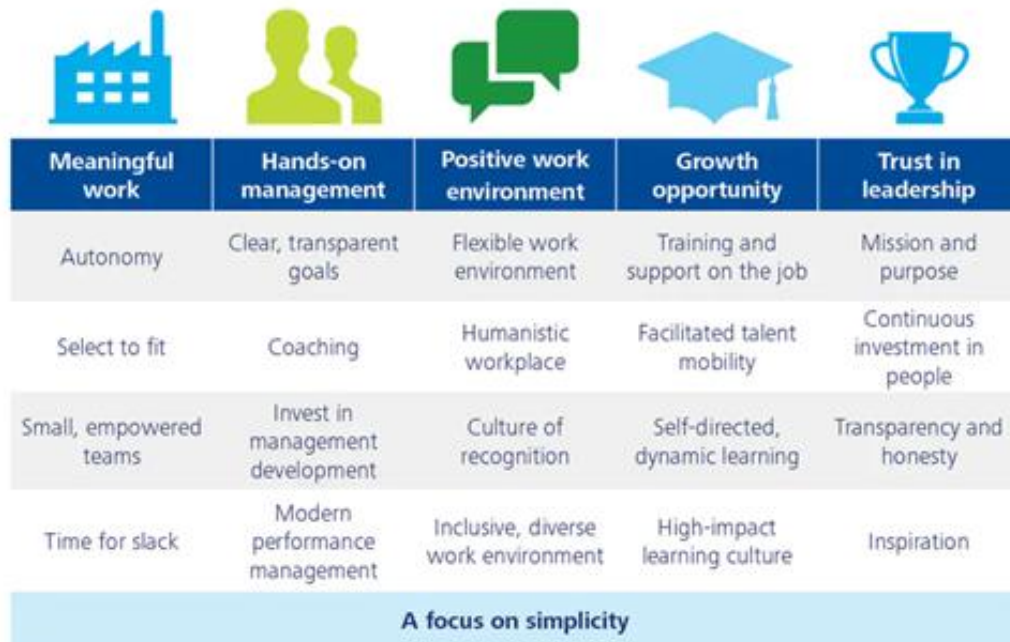 Meaningful
work
Hands-on
management
Positive work
environment
Growth
opportunity
Trust in
leadership
Autonomy
Clear, transparent
goals
Flexible work
environment
Training and
support on the job
Mission and
purpose
Select to fit
Coaching
Humanistic
workplace
Facilitated talent
mobility
Continuous
investment in
people
Small, empowered
teams
Invest in
management
development
Culture of
recognition
Self-directed,
dynamic learning
Transparency and
honesty
Time for slack
Modern
performance
management
Inclusive, diverse
work environment
High-impact
learning culture
Inspiration
A focus on simplicity